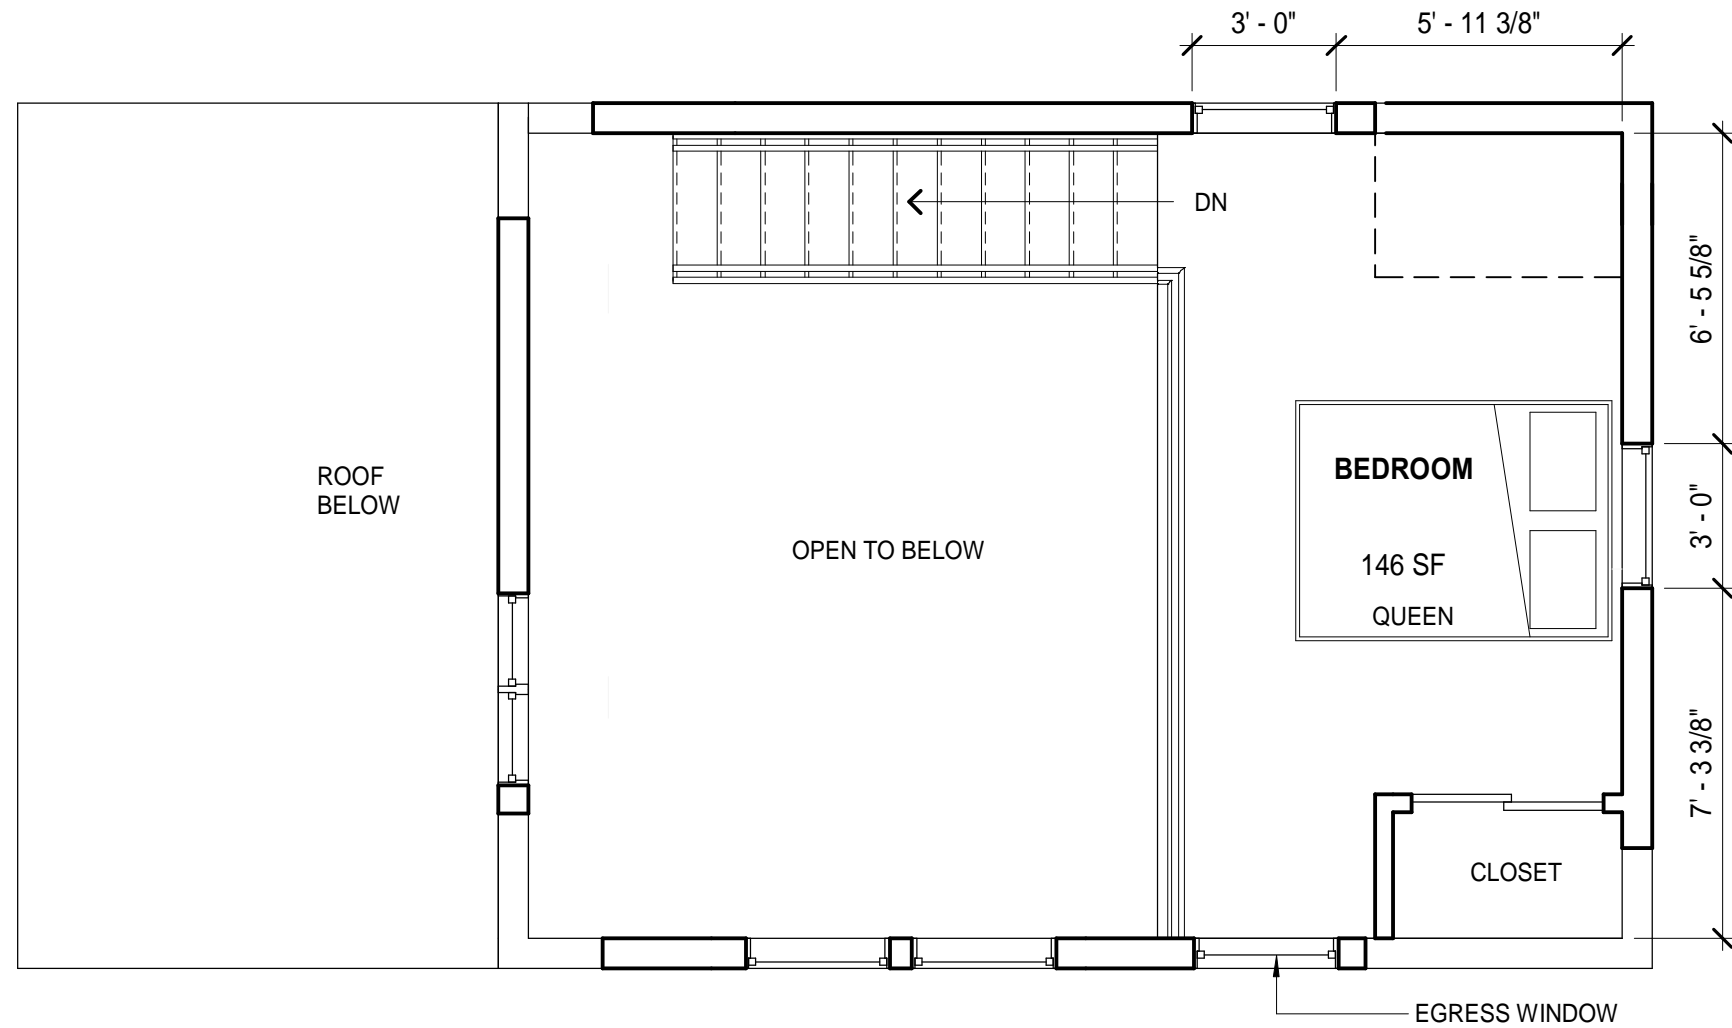 3' - 0"
5' - 11 3/8"
DN
6' - 5 5/8"
ROOF
BELOW
BEDROOM
3' - 0"
OPEN TO BELOW
146 SF
QUEEN
7' - 3 3/8"
CLOSET
EGRESS WINDOW